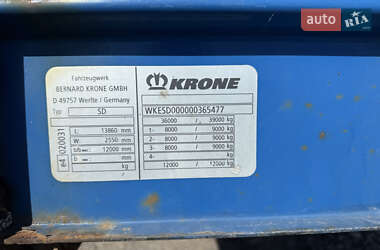 auto RIA.com
Fahrzeugwerk
BERNARD KRONE GMBH
D 49757 Werlte / Germany
Typ: SD
e4 020031
L: 13860 mm
W: 2550 mm
12000 mm
kg
KRONE
WKESD000000365477
36000 / 39000 kg
1- 8000 / 9000 kg
2- 8000 / 9000 kg
3- 8000 / 9000 kg
4- kg
12000 / 12000 kg